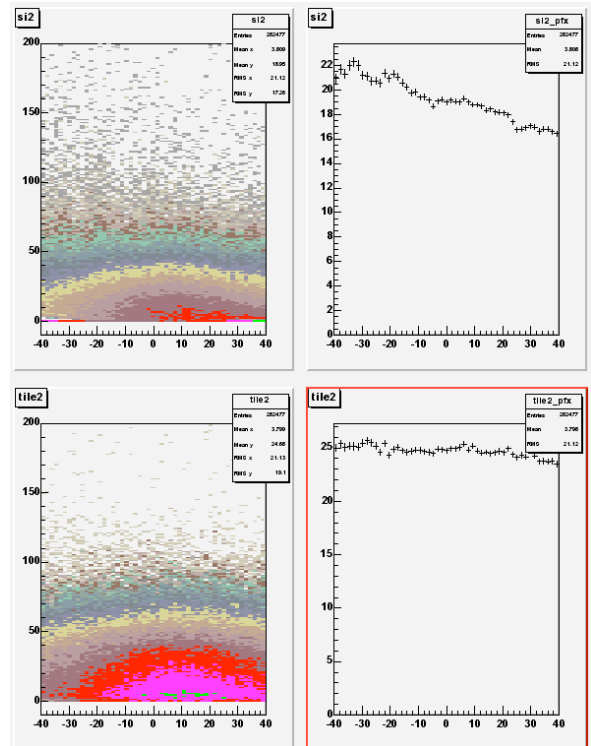 si2
si2
Entries 282477
Mean x 3.809
Mean y 18.95
RMS x 21.12
RMS y 17.26
200
150
100
50
0
-40 -30 -20 -10 0 10 20 30 40
si2
si2_pfx
Entries 282477
Mean 3.808
RMS 21.12
22
20
18
16
14
12
10
8
6
4
2
0
-40 -30 -20 -10 0 10 20 30 40
tile2
tile2
Entries 282477
Mean x 3.799
Mean y 24.68
RMS x 21.13
RMS y 19.1
200
150
100
50
0
-40 -30 -20 -10 0 10 20 30 40
tile2
tile2_pfx
Entries 282477
Mean 3.798
RMS 21.12
25
20
15
10
5
0
-40 -30 -20 -10 0 10 20 30 40